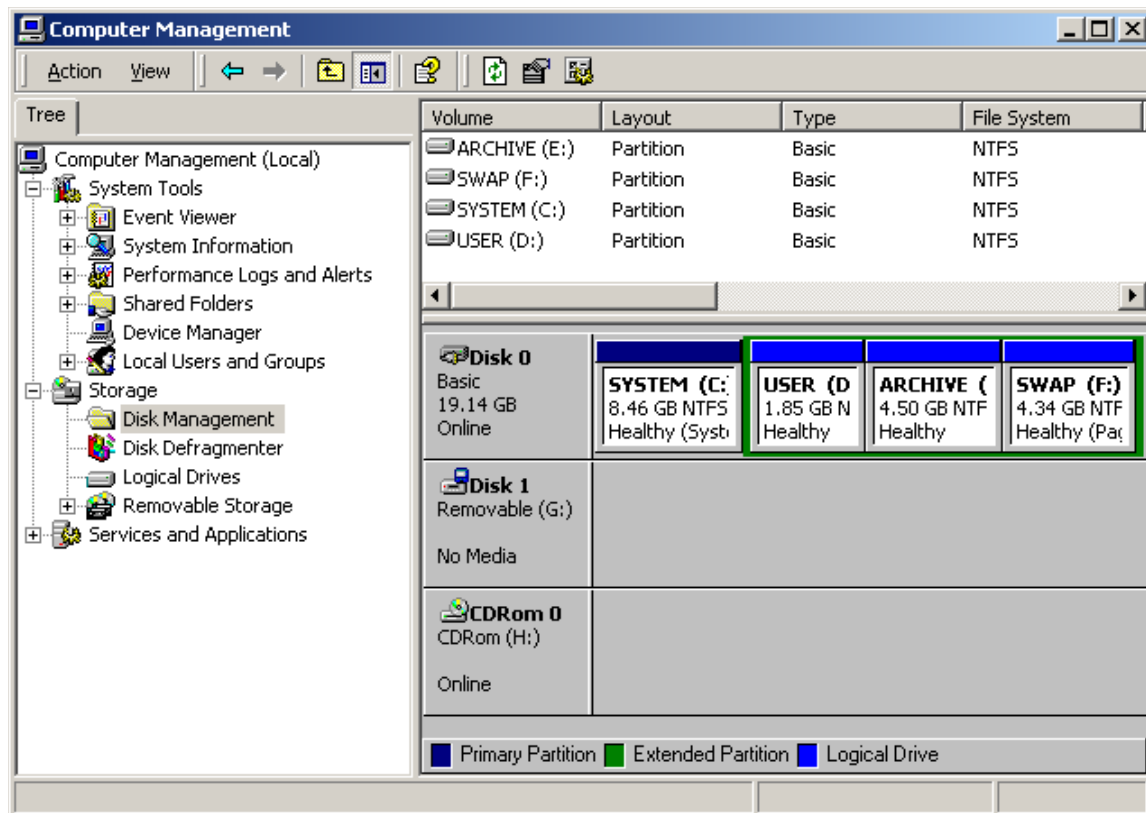 Computer Management
Action View
Tree
Computer Management (Local)
System Tools
Event Viewer
System Information
Performance Logs and Alerts
Shared Folders
Device Manager
Local Users and Groups
Storage
Disk Management
Disk Defragmenter
Logical Drives
Removable Storage
Services and Applications
Volume Layout Type File System
ARCHIVE (E:) Partition Basic NTFS
SWAP (F:) Partition Basic NTFS
SYSTEM (C:) Partition Basic NTFS
USER (D:) Partition Basic NTFS
Disk 0
Basic
19.14 GB
Online
SYSTEM (C:
8.46 GB NTFS
Healthy (Syst
USER (D
1.85 GB N
Healthy
ARCHIVE (
4.50 GB NTF
Healthy
SWAP (F:)
4.34 GB NTF
Healthy (Pag
Disk 1
Removable (G:)
No Media
CDRom 0
CDRom (H:)
Online
Primary Partition Extended Partition Logical Drive